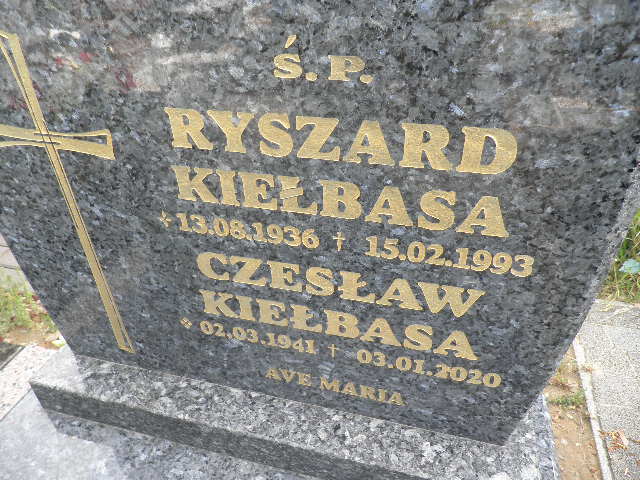 Ś. P.
RYSZARD
KIEŁBASA
* 13.08.1936 † 15.02.1993
CZESŁAW
KIEŁBASA
* 02.03.1941 † 03.01.2020
AVE MARIA